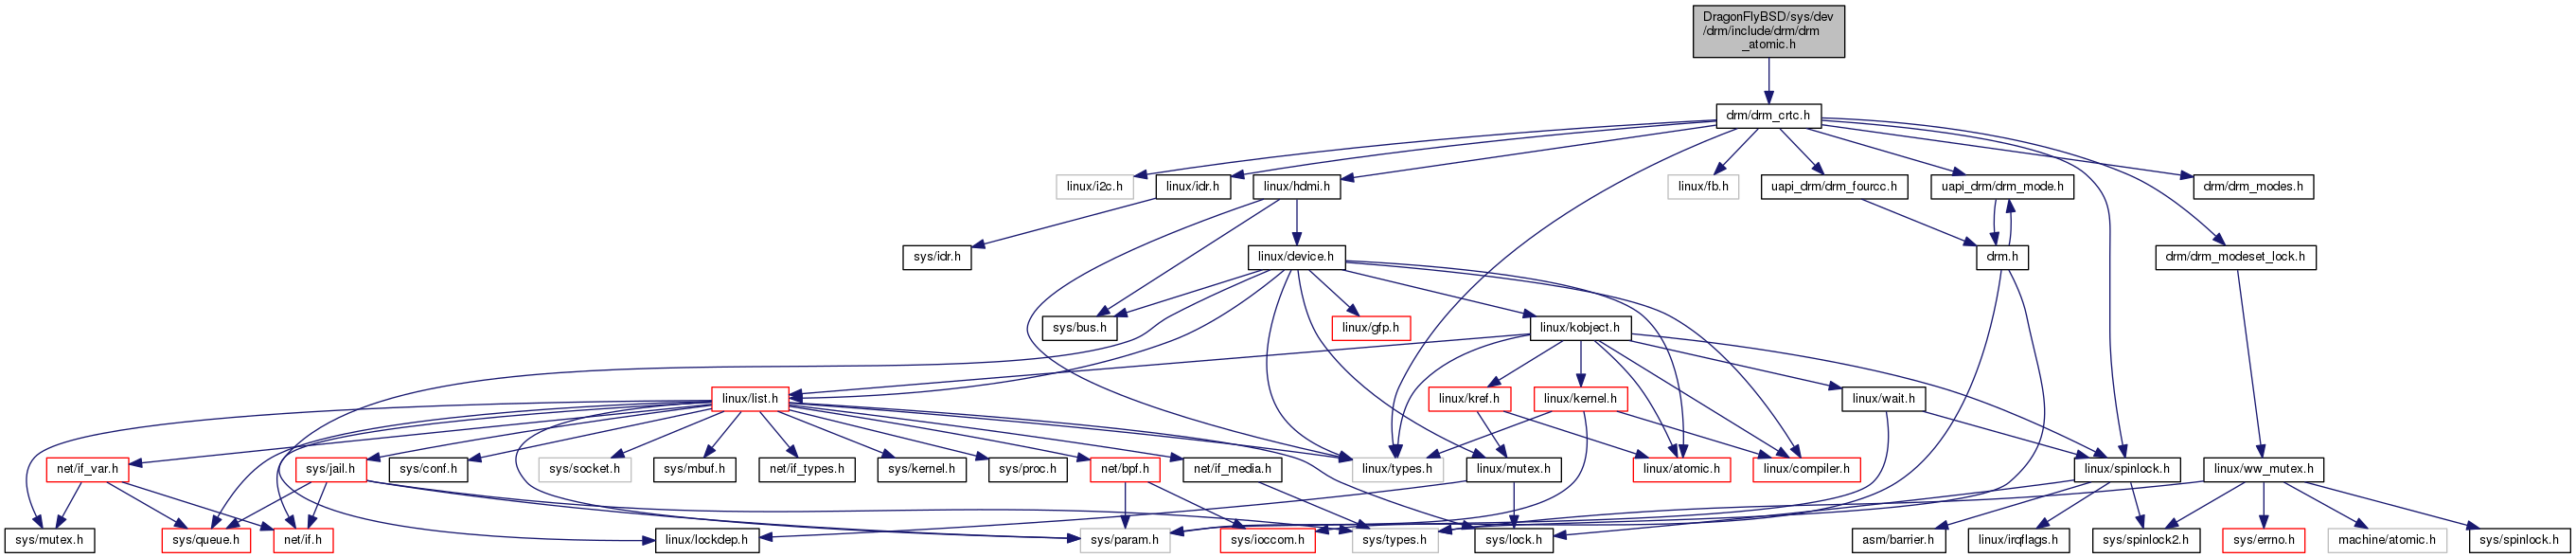 DragonFlyBSD/sys/dev
/drm/include/drm/drm
_atomic.h
drm/drm_crtc.h
linux/i2c.h
linux/idr.h
linux/hdmi.h
linux/fb.h
uapi_drm/drm_fourcc.h
uapi_drm/drm_mode.h
drm/drm_modes.h
sys/idr.h
linux/device.h
drm.h
drm/drm_modeset_lock.h
sys/bus.h
linux/gfp.h
linux/kobject.h
linux/list.h
linux/kref.h
linux/kernel.h
linux/wait.h
net/if_var.h
sys/jail.h
sys/conf.h
sys/socket.h
sys/mbuf.h
net/if_types.h
sys/kernel.h
sys/proc.h
net/bpf.h
net/if_media.h
linux/types.h
linux/mutex.h
linux/atomic.h
linux/compiler.h
linux/spinlock.h
linux/ww_mutex.h
sys/mutex.h
sys/queue.h
net/if.h
linux/lockdep.h
sys/param.h
sys/ioccom.h
sys/types.h
sys/lock.h
asm/barrier.h
linux/irqflags.h
sys/spinlock2.h
sys/errno.h
machine/atomic.h
sys/spinlock.h